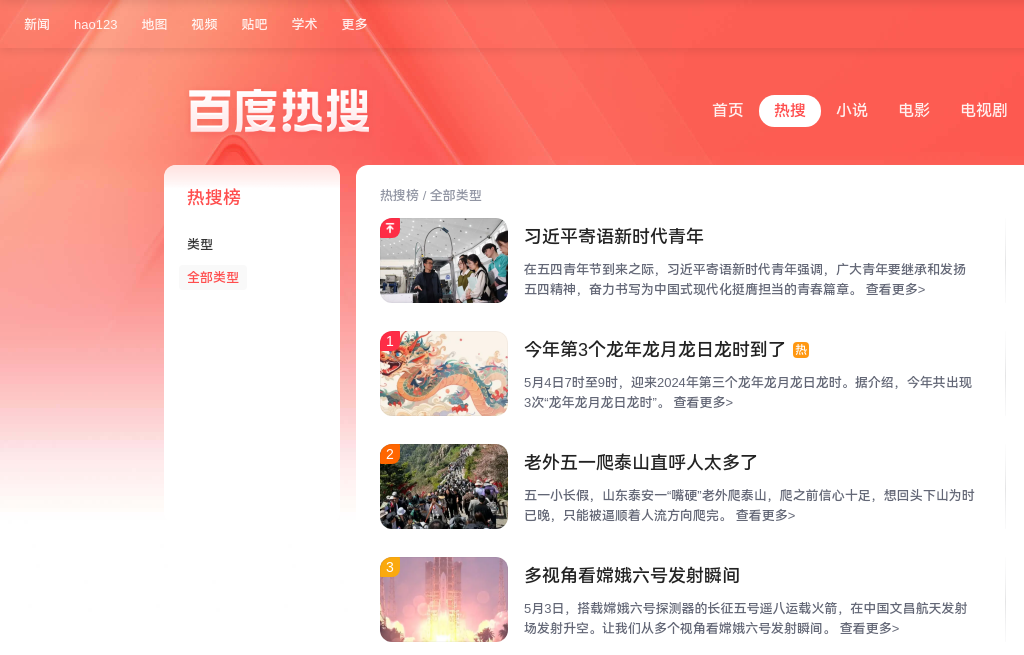 新闻 hao123 地图 视频 贴吧 学术 更多
百度热搜
首页 热搜 小说 电影 电视剧
热搜榜
类型
全部类型
热搜榜 / 全部类型
习近平寄语新时代青年
在五四青年节到来之际，习近平寄语新时代青年强调，广大青年要继承和发扬
五四精神，奋力书写为中国式现代化挺膺担当的青春篇章。 查看更多>
1
今年第3个龙年龙月龙日龙时到了 热
5月4日7时至9时，迎来2024年第三个龙年龙月龙日龙时。据介绍，今年共出现
3次“龙年龙月龙日龙时”。 查看更多>
2
老外五一爬泰山直呼人太多了
五一小长假，山东泰安一“嘴硬”老外爬泰山，爬之前信心十足，想回头下山为时
已晚，只能被逼顺着人流方向爬完。 查看更多>
3
多视角看嫦娥六号发射瞬间
5月3日，搭载嫦娥六号探测器的长征五号遥八运载火箭，在中国文昌航天发射
场发射升空。让我们从多个视角看嫦娥六号发射瞬间。 查看更多>